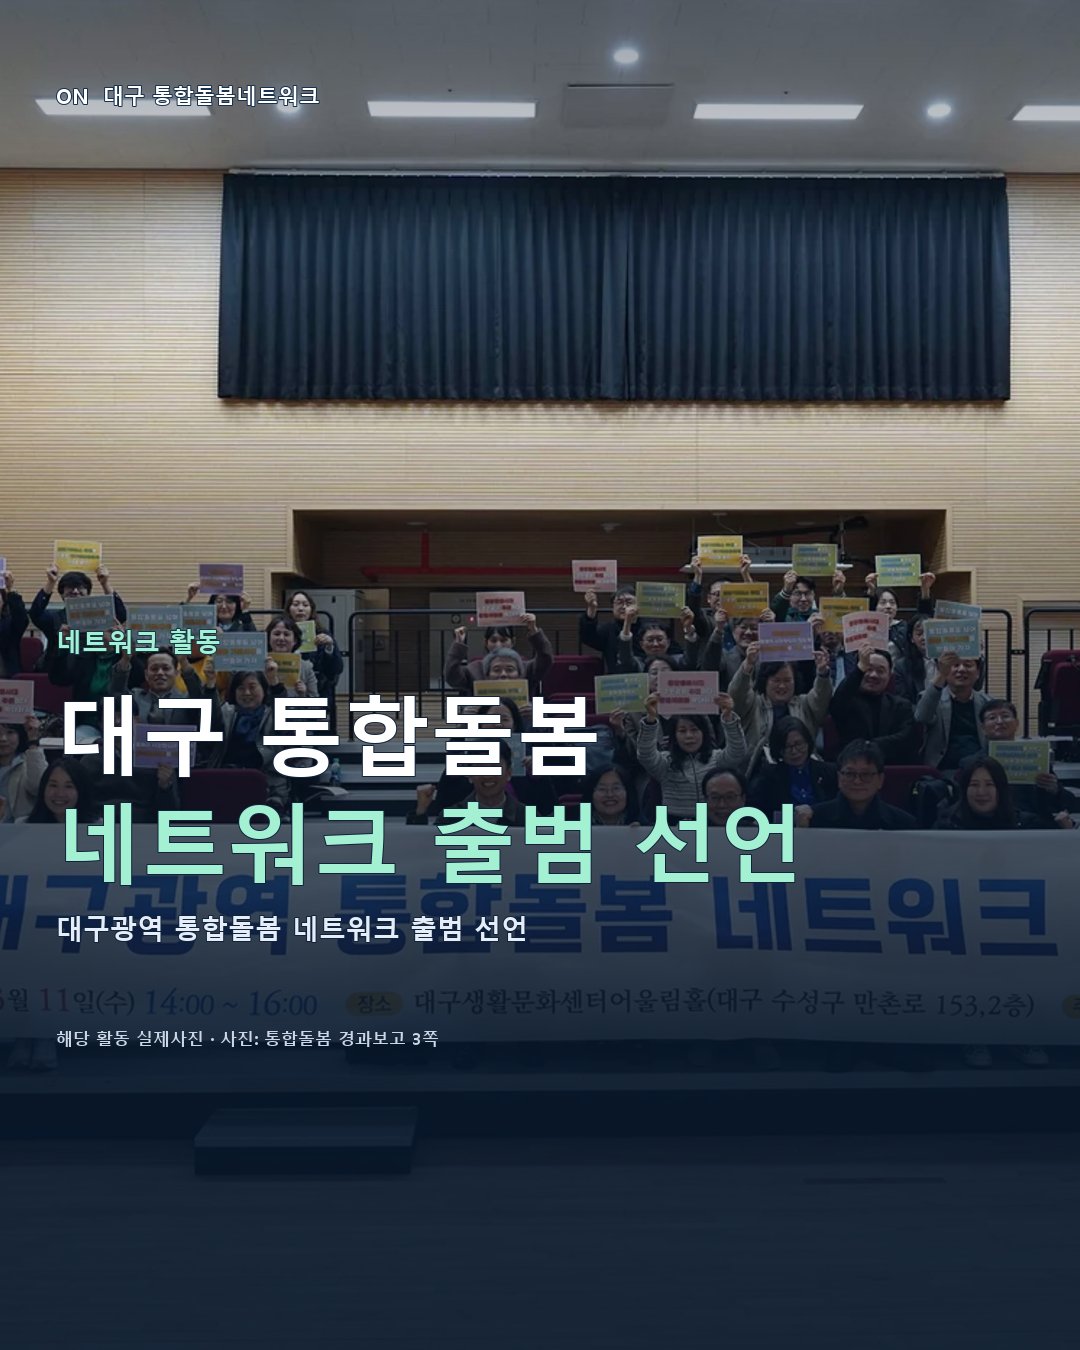 ON 대구 통합돌봄네트워크
네트워크 활동
대구 통합돌봄
네트워크 출범 선언
대구광역 통합돌봄 네트워크 출범 선언
대구광역 통합돌봄 네트워크
월 11일(수) 14:00 ~ 16:00 장소 대구생활문화센터어울림홀(대구 수성구 만촌로 153,2층)
해당 활동 실제사진 · 사진: 통합돌봄 경과보고 3쪽